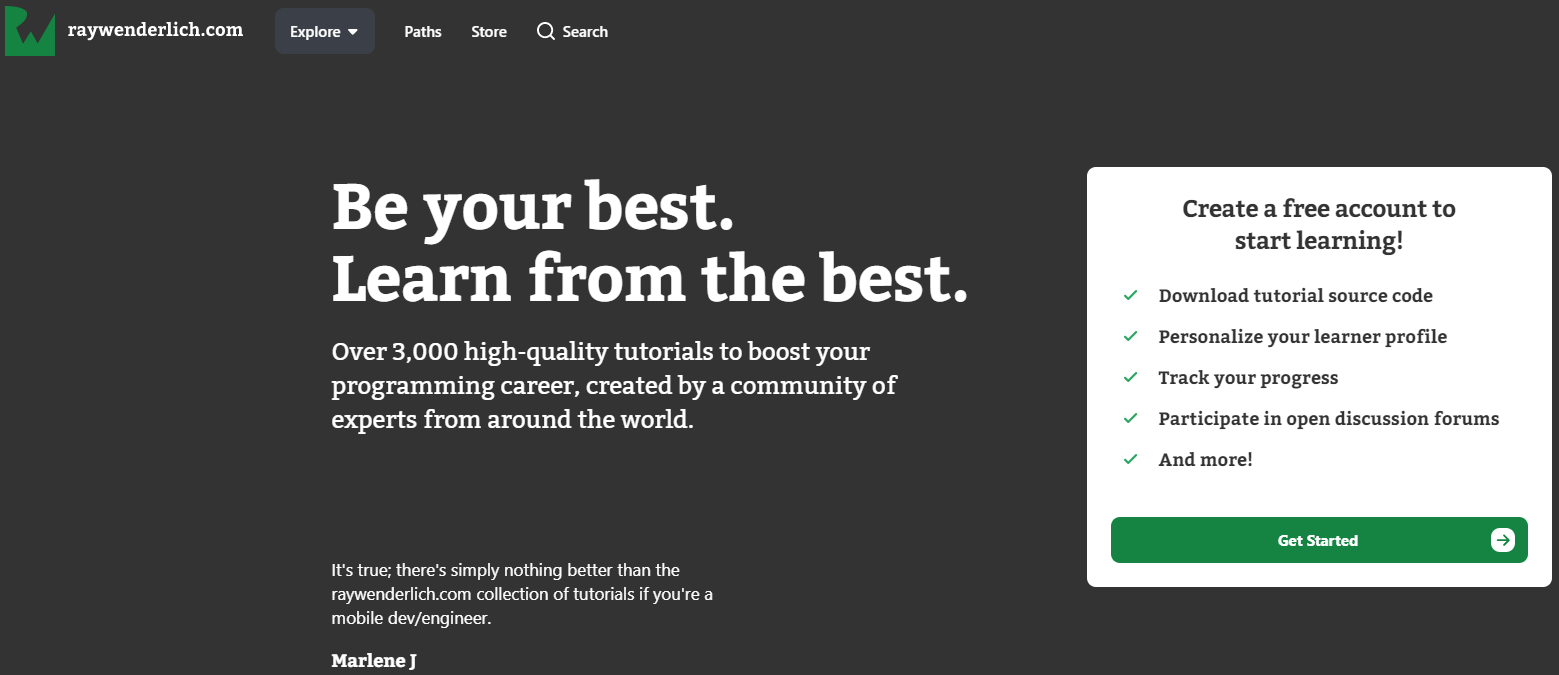 raywenderlich.com
Explore
Paths
Store
Search
Be your best.
Learn from the best.
Over 3,000 high-quality tutorials to boost your
programming career, created by a community of
experts from around the world.
It's true; there's simply nothing better than the
raywenderlich.com collection of tutorials if you're a
mobile dev/engineer.
Marlene J
Create a free account to
start learning!
Download tutorial source code
Personalize your learner profile
Track your progress
Participate in open discussion forums
And more!
Get Started